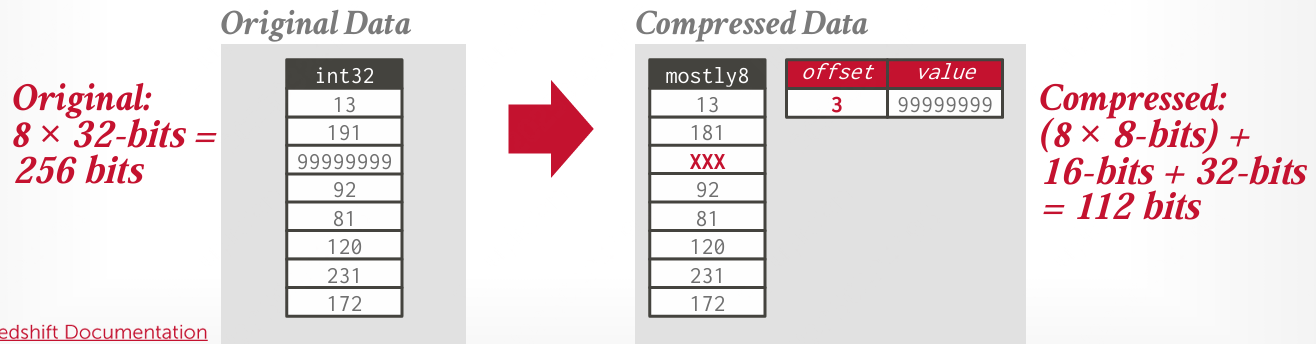 Original Data
Compressed Data
Original:
8 × 32-bits =
256 bits
int32
13
191
99999999
92
81
120
231
172
mostly8
13
181
XXX
92
81
120
231
172
offset value
3 99999999
Compressed:
(8 × 8-bits) +
16-bits + 32-bits
= 112 bits
edshift Documentation